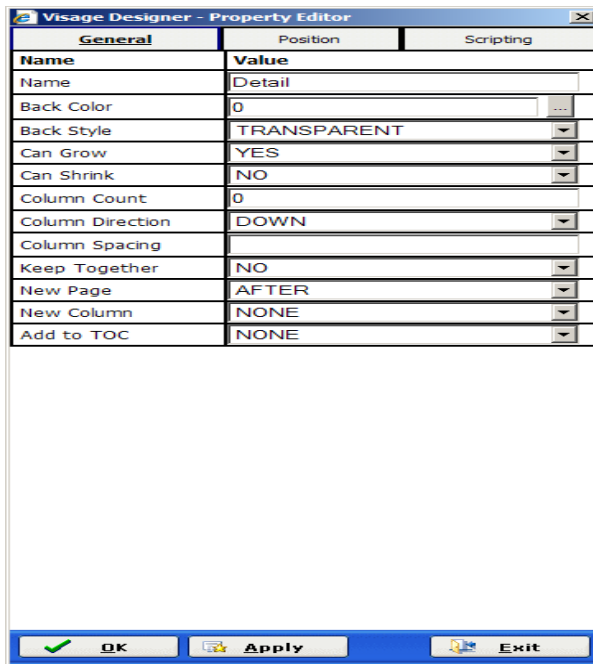 Visage Designer - Property Editor
General Position Scripting
Name Value
Name Detail
Back Color 0 ...
Back Style TRANSPARENT
Can Grow YES
Can Shrink NO
Column Count 0
Column Direction DOWN
Column Spacing
Keep Together NO
New Page AFTER
New Column NONE
Add to TOC NONE
OK Apply Exit